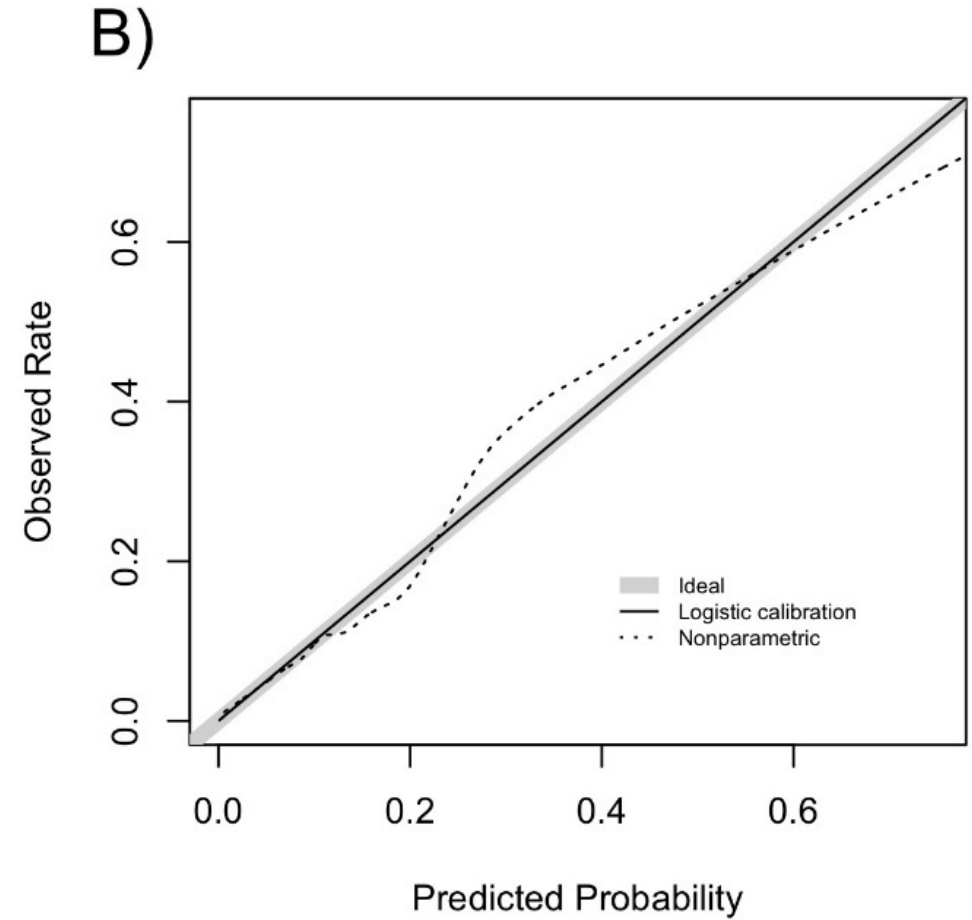 B)
Observed Rate
0.6
0.4
0.2
0.0
Ideal
Logistic calibration
Nonparametric
0.0 0.2 0.4 0.6
Predicted Probability